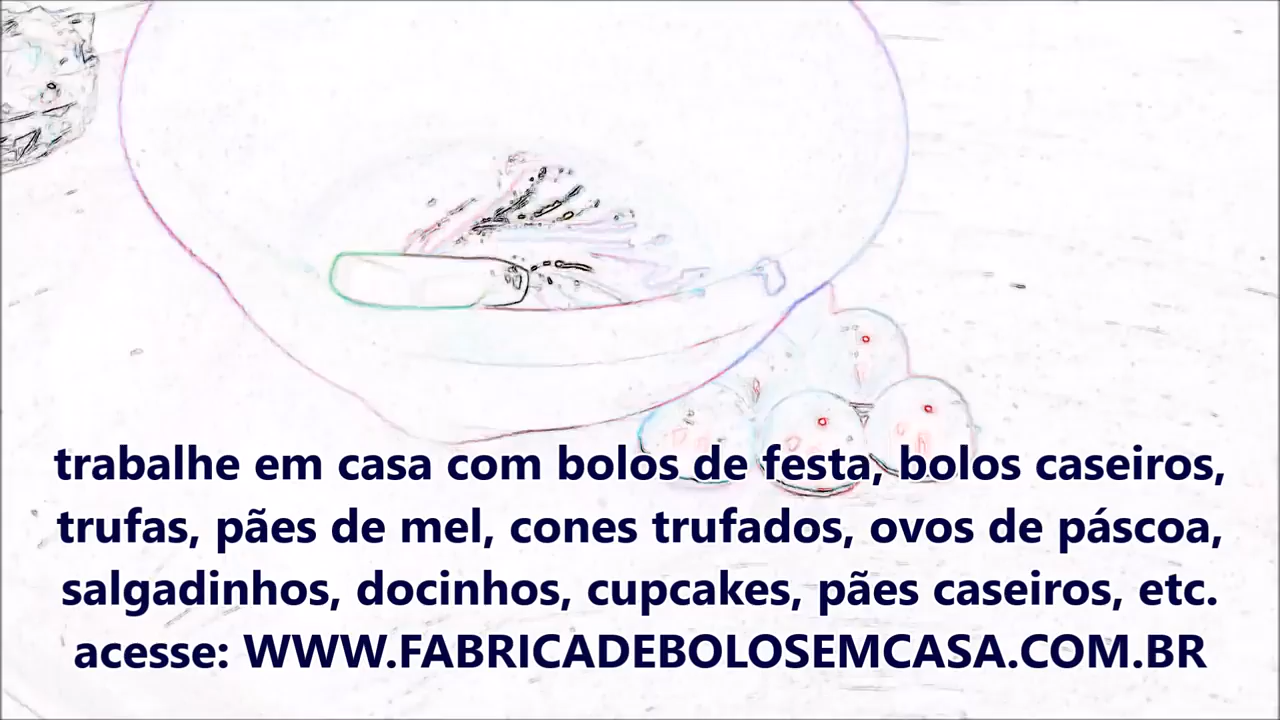 trabalhe em casa com bolos de festa, bolos caseiros,
trufas, pães de mel, cones trufados, ovos de páscoa,
salgadinhos, docinhos, cupcakes, pães caseiros, etc.
acesse: WWW.FABRICADEBOLOSEMCASA.COM.BR